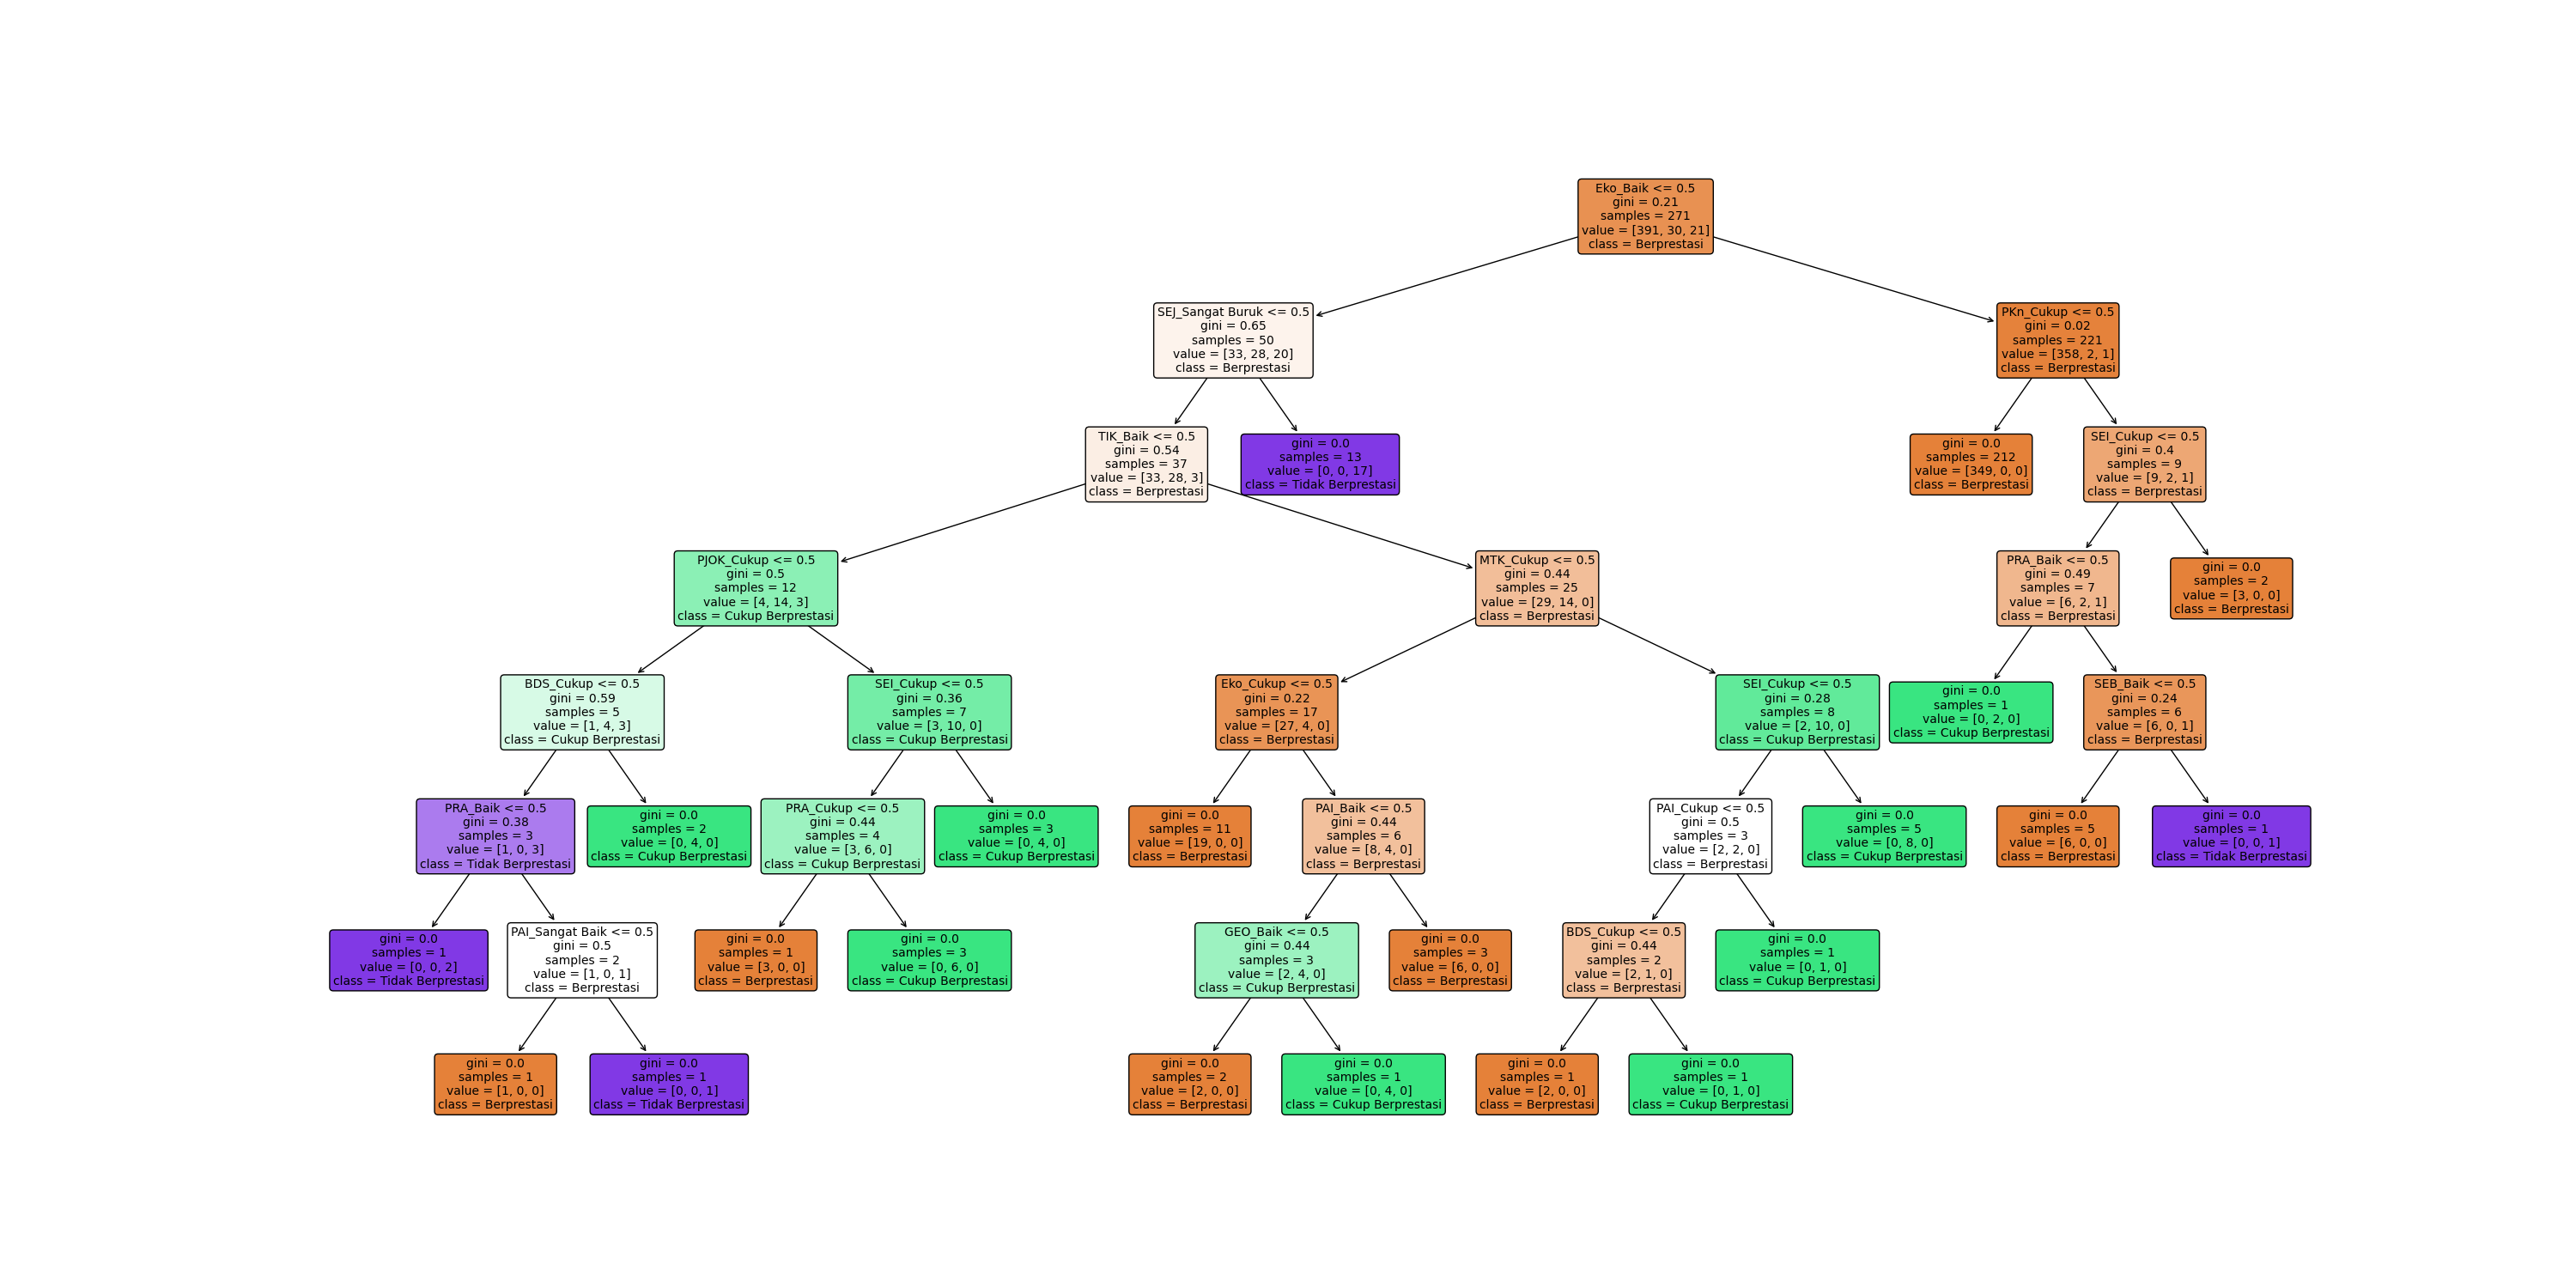 Eko_Baik <= 0.5
gini = 0.21
samples = 271
value = [391, 30, 21]
class = Berprestasi
SEJ_Sangat Buruk <= 0.5
gini = 0.65
samples = 50
value = [33, 28, 20]
class = Berprestasi
PKn_Cukup <= 0.5
gini = 0.02
samples = 221
value = [358, 2, 1]
class = Berprestasi
TIK_Baik <= 0.5
gini = 0.54
samples = 37
value = [33, 28, 3]
class = Berprestasi
gini = 0.0
samples = 13
value = [0, 0, 17]
class = Tidak Berprestasi
gini = 0.0
samples = 212
value = [349, 0, 0]
class = Berprestasi
SEI_Cukup <= 0.5
gini = 0.4
samples = 9
value = [9, 2, 1]
class = Berprestasi
PJOK_Cukup <= 0.5
gini = 0.5
samples = 12
value = [4, 14, 3]
class = Cukup Berprestasi
MTK_Cukup <= 0.5
gini = 0.44
samples = 25
value = [29, 14, 0]
class = Berprestasi
PRA_Baik <= 0.5
gini = 0.49
samples = 7
value = [6, 2, 1]
class = Berprestasi
gini = 0.0
samples = 2
value = [3, 0, 0]
class = Berprestasi
BDS_Cukup <= 0.5
gini = 0.59
samples = 5
value = [1, 4, 3]
class = Cukup Berprestasi
SEI_Cukup <= 0.5
gini = 0.36
samples = 7
value = [3, 10, 0]
class = Cukup Berprestasi
Eko_Cukup <= 0.5
gini = 0.22
samples = 17
value = [27, 4, 0]
class = Berprestasi
SEI_Cukup <= 0.5
gini = 0.28
samples = 8
value = [2, 10, 0]
class = Cukup Berprestasi
gini = 0.0
samples = 1
value = [0, 2, 0]
class = Cukup Berprestasi
SEB_Baik <= 0.5
gini = 0.24
samples = 6
value = [6, 0, 1]
class = Berprestasi
PRA_Baik <= 0.5
gini = 0.38
samples = 3
value = [1, 0, 3]
class = Tidak Berprestasi
gini = 0.0
samples = 2
value = [0, 4, 0]
class = Cukup Berprestasi
PRA_Cukup <= 0.5
gini = 0.44
samples = 4
value = [3, 6, 0]
class = Cukup Berprestasi
gini = 0.0
samples = 3
value = [0, 4, 0]
class = Cukup Berprestasi
gini = 0.0
samples = 11
value = [19, 0, 0]
class = Berprestasi
PAI_Baik <= 0.5
gini = 0.44
samples = 6
value = [8, 4, 0]
class = Berprestasi
PAI_Cukup <= 0.5
gini = 0.5
samples = 3
value = [2, 2, 0]
class = Berprestasi
gini = 0.0
samples = 5
value = [0, 8, 0]
class = Cukup Berprestasi
gini = 0.0
samples = 5
value = [6, 0, 0]
class = Berprestasi
gini = 0.0
samples = 1
value = [0, 0, 1]
class = Tidak Berprestasi
gini = 0.0
samples = 1
value = [0, 0, 2]
class = Tidak Berprestasi
PAI_Sangat Baik <= 0.5
gini = 0.5
samples = 2
value = [1, 0, 1]
class = Berprestasi
gini = 0.0
samples = 1
value = [3, 0, 0]
class = Berprestasi
gini = 0.0
samples = 3
value = [0, 6, 0]
class = Cukup Berprestasi
GEO_Baik <= 0.5
gini = 0.44
samples = 3
value = [2, 4, 0]
class = Cukup Berprestasi
gini = 0.0
samples = 3
value = [6, 0, 0]
class = Berprestasi
BDS_Cukup <= 0.5
gini = 0.44
samples = 2
value = [2, 1, 0]
class = Berprestasi
gini = 0.0
samples = 1
value = [0, 1, 0]
class = Cukup Berprestasi
gini = 0.0
samples = 1
value = [1, 0, 0]
class = Berprestasi
gini = 0.0
samples = 1
value = [0, 0, 1]
class = Tidak Berprestasi
gini = 0.0
samples = 2
value = [2, 0, 0]
class = Berprestasi
gini = 0.0
samples = 1
value = [0, 4, 0]
class = Cukup Berprestasi
gini = 0.0
samples = 1
value = [2, 0, 0]
class = Berprestasi
gini = 0.0
samples = 1
value = [0, 1, 0]
class = Cukup Berprestasi